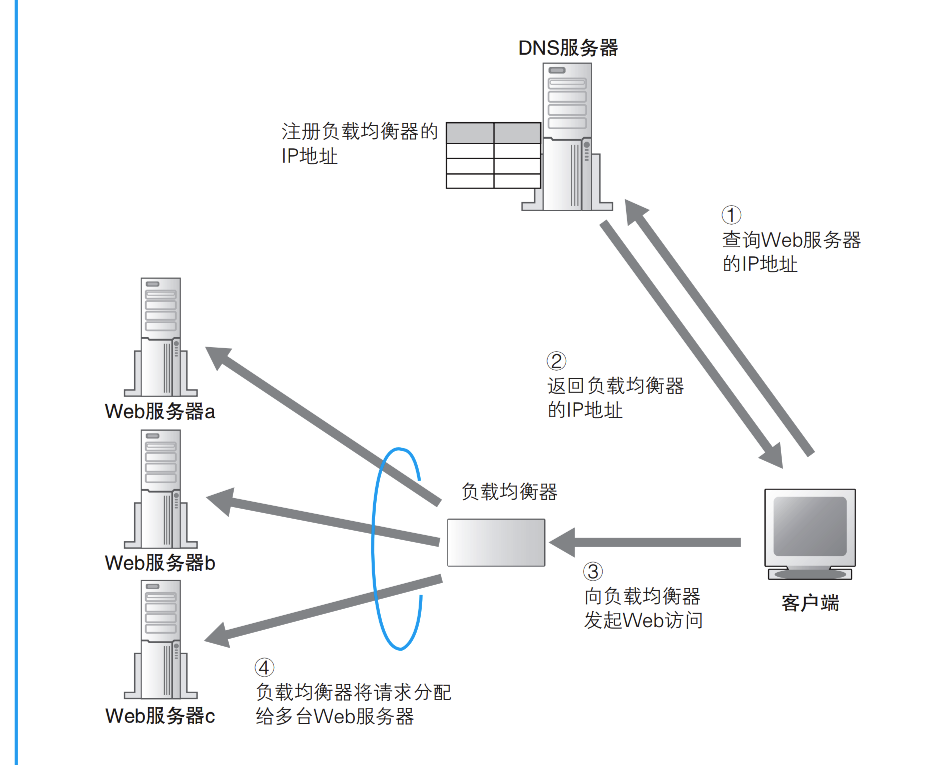 DNS服务器
注册负载均衡器的
IP地址
①
查询Web服务器
的IP地址
②
返回负载均衡器
的IP地址
Web服务器a
负载均衡器
Web服务器b
③
向负载均衡器
发起Web访问
客户端
④
负载均衡器将请求分配
给多台Web服务器
Web服务器c